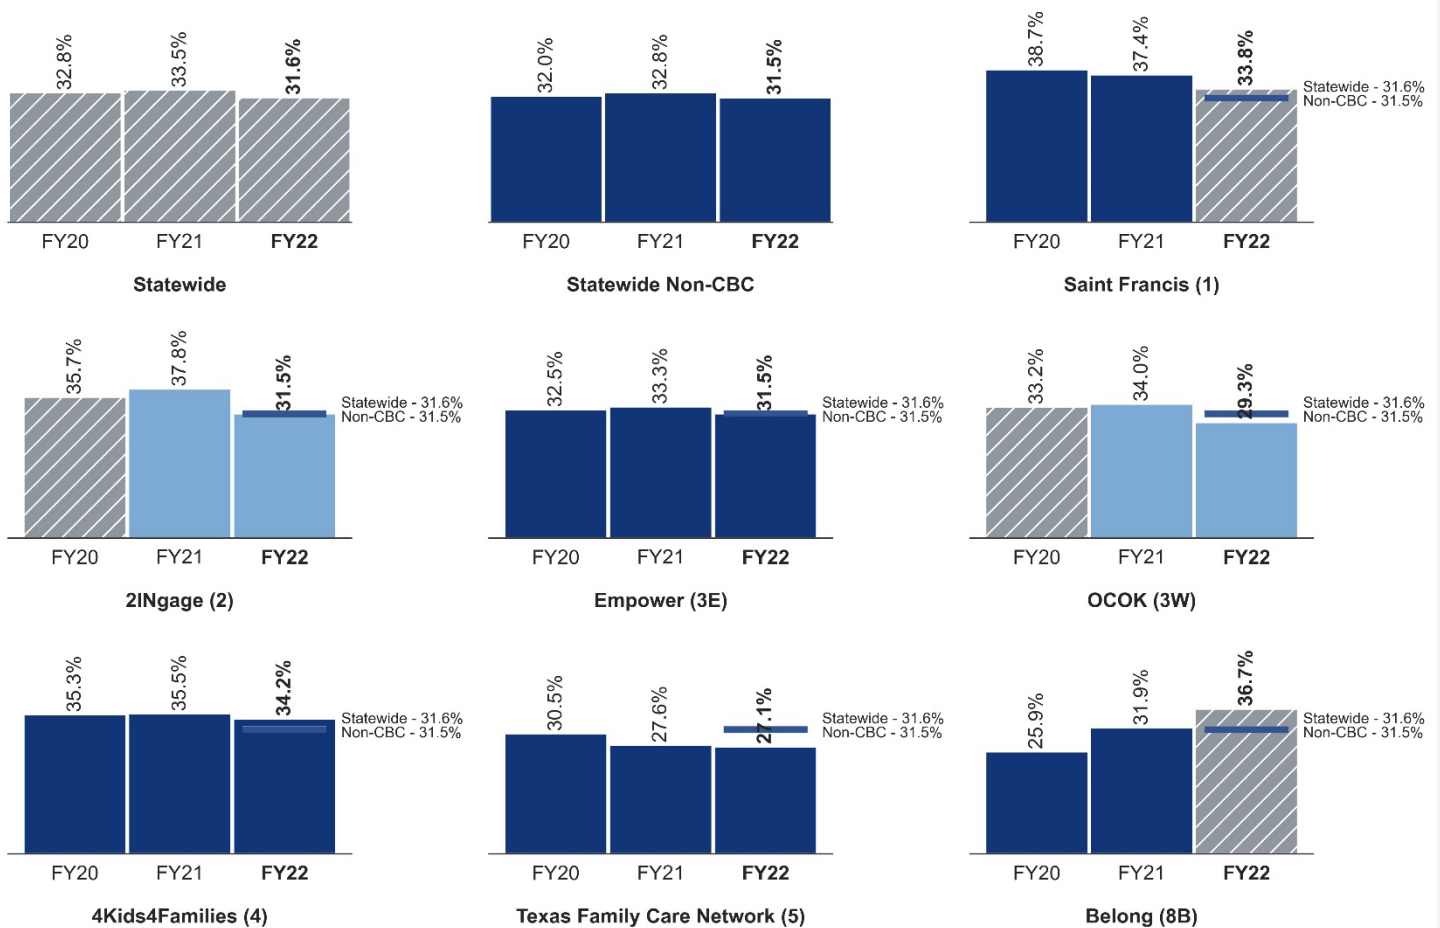 32.8%
33.5%
31.6%
FY20
FY21
FY22
Statewide
32.0%
32.8%
31.5%
FY20
FY21
FY22
Statewide Non-CBC
38.7%
37.4%
33.8%
Statewide - 31.6%
Non-CBC - 31.5%
FY20
FY21
FY22
Saint Francis (1)
35.7%
37.8%
31.5%
Statewide - 31.6%
Non-CBC - 31.5%
FY20
FY21
FY22
2INgage (2)
32.5%
33.3%
31.5%
Statewide - 31.6%
Non-CBC - 31.5%
FY20
FY21
FY22
Empower (3E)
33.2%
34.0%
29.3%
Statewide - 31.6%
Non-CBC - 31.5%
FY20
FY21
FY22
OCOK (3W)
35.3%
35.5%
34.2%
Statewide - 31.6%
Non-CBC - 31.5%
FY20
FY21
FY22
4Kids4Families (4)
30.5%
27.6%
27.1%
Statewide - 31.6%
Non-CBC - 31.5%
FY20
FY21
FY22
Texas Family Care Network (5)
25.9%
31.9%
36.7%
Statewide - 31.6%
Non-CBC - 31.5%
FY20
FY21
FY22
Belong (8B)